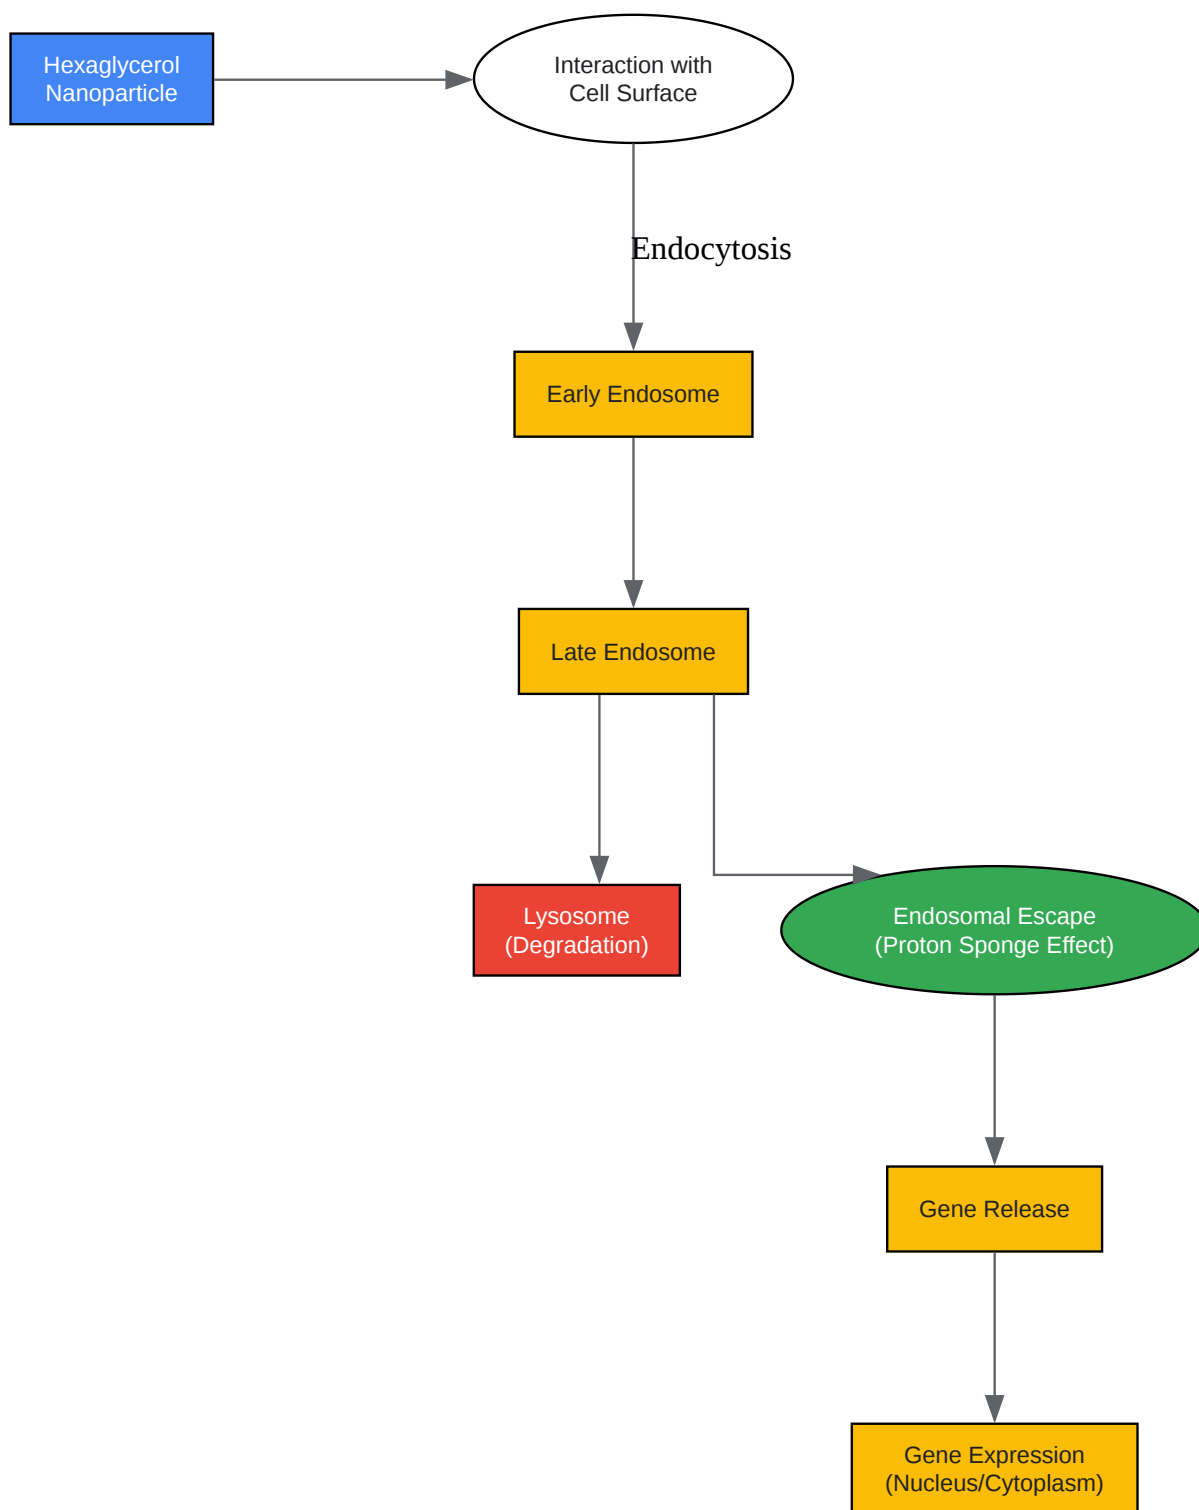 Hexaglycerol
Nanoparticle
Interaction with
Cell Surface
Endocytosis
Early Endosome
Late Endosome
Lysosome
(Degradation)
Endosomal Escape
(Proton Sponge Effect)
Gene Release
Gene Expression
(Nucleus/Cytoplasm)